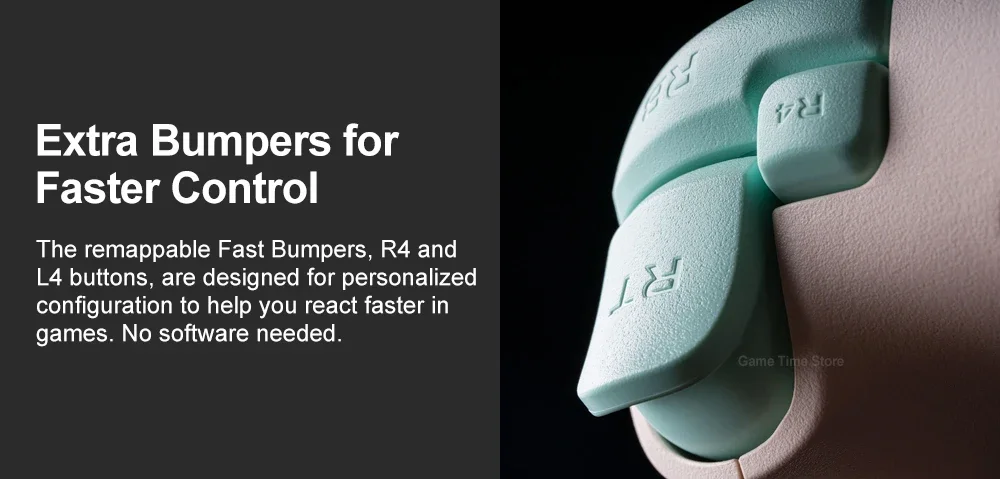 Extra Bumpers for
Faster Control
The remappable Fast Bumpers, R4 and
L4 buttons, are designed for personalized
configuration to help you react faster in
games. No software needed.
RB
R4
RT
Game Time Store